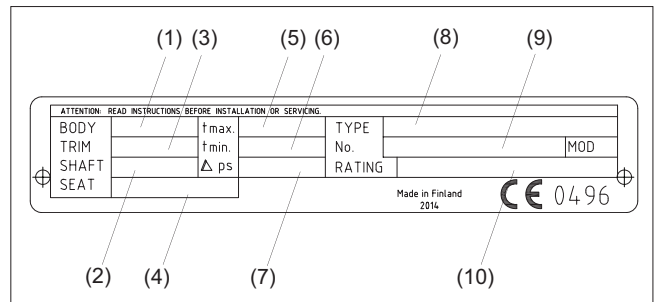 (1) (3) (5) (6) (8) (9)
ATTENTION: READ INSTRUCTIONS BEFORE INSTALLATION OR SERVICING.
BODY tmax. TYPE
TRIM tmin. No. MOD
SHAFT Δ ps RATING
SEAT
Made in Finland
2014
CE 0496
(2) (4) (7) (10)